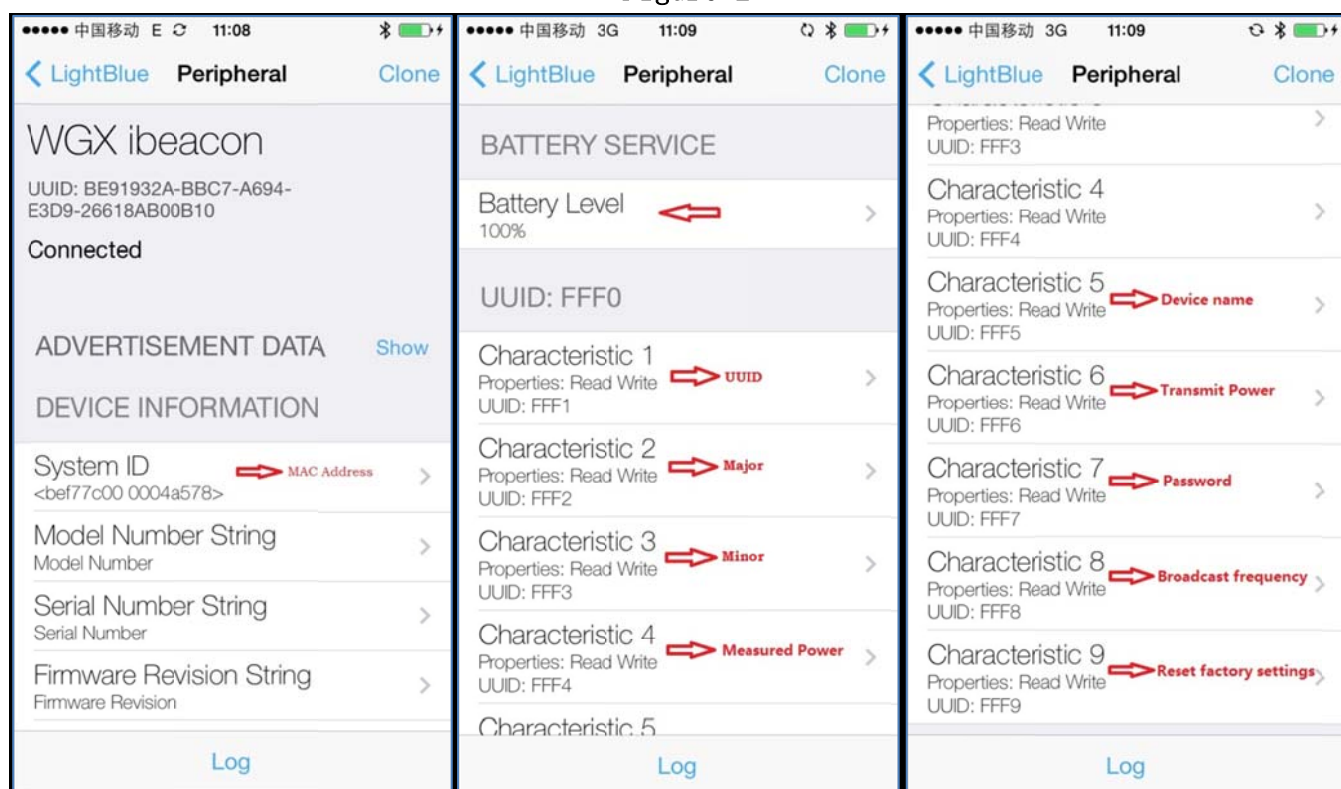 ●●●●● 中国移动 E 11:08
LightBlue Peripheral Clone
WGX ibeacon
UUID: BE91932A-BBC7-A694-
E3D9-26618AB00B10
Connected
ADVERTISEMENT DATA Show
DEVICE INFORMATION
System ID
MAC Address
<bef77c00 0004a578>
Model Number String
Model Number
Serial Number String
Serial Number
Firmware Revision String
Firmware Revision
Log
●●●●● 中国移动 3G 11:09
LightBlue Peripheral Clone
BATTERY SERVICE
Battery Level
100%
UUID: FFF0
Characteristic 1
Properties: Read Write UUID
UUID: FFF1
Characteristic 2
Properties: Read Write Major
UUID: FFF2
Characteristic 3
Properties: Read Write Minor
UUID: FFF3
Characteristic 4
Properties: Read Write Measured Power
UUID: FFF4
Characteristic 5
Log
●●●●● 中国移动 3G 11:09
LightBlue Peripheral Clone
Properties: Read Write
UUID: FFF3
Characteristic 4
Properties: Read Write
UUID: FFF4
Characteristic 5
Properties: Read Write Device name
UUID: FFF5
Characteristic 6
Properties: Read Write Transmit Power
UUID: FFF6
Characteristic 7
Properties: Read Write Password
UUID: FFF7
Characteristic 8
Properties: Read Write Broadcast frequency
UUID: FFF8
Characteristic 9
Properties: Read Write Reset factory settings
UUID: FFF9
Log